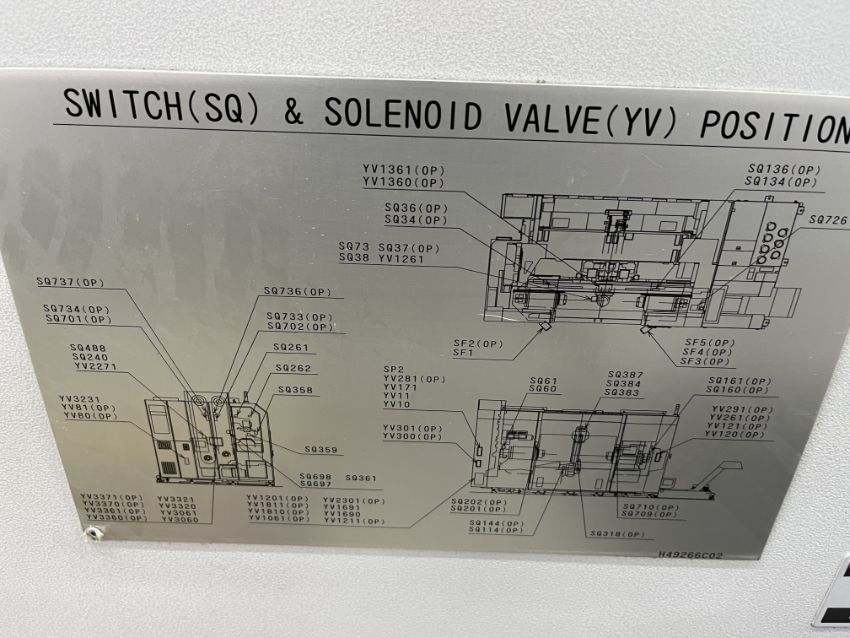 SWITCH(SQ) & SOLENOID VALVE(YV) POSITION
YV1361(OP)
YV1360(OP)
SQ136(OP)
SQ134(OP)
SQ36(OP)
SQ34(OP)
SQ726
SQ73 SQ37(OP)
SQ38 YV1261
SF2(OP)
SF1
SF5(OP)
SF4(OP)
SF3(OP)
SQ737(OP)
SQ736(OP)
SQ734(OP)
SQ701(OP)
SQ733(OP)
SQ702(OP)
SQ488
SQ240
YV2271
SQ261
SQ262
SQ358
YV3231
YV81(OP)
YV80(OP)
SQ359
SQ698 SQ361
SQ697
YV3371(OP) YV3321
YV3370(OP) YV3320
YV3361(OP) YV3061
YV3360(OP) YV3060
YV1201(OP) YV2301(OP)
YV1811(OP) YV1691
YV1810(OP) YV1690
YV1061(OP) YV1211(OP)
SP2
YV281(OP)
YV171
YV11
YV10
SQ61
SQ60
SQ387
SQ384
SQ383
SQ161(OP)
SQ160(OP)
YV291(OP)
YV261(OP)
YV121(OP)
YV120(OP)
YV301(OP)
YV300(OP)
SQ202(OP)
SQ201(OP)
SQ144(OP)
SQ114(OP)
SQ318(OP)
SQ710(OP)
SQ709(OP)
H49266C02